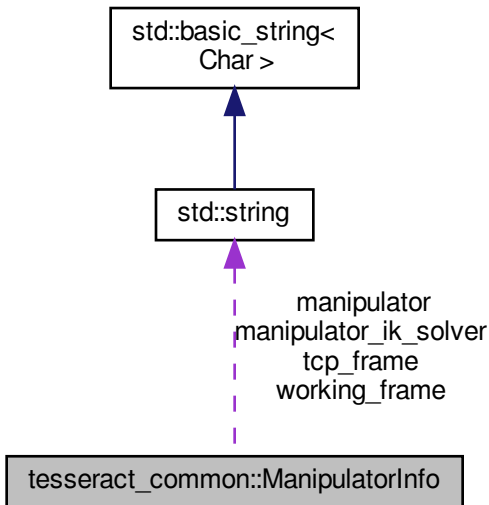 std::basic_string<
Char >
std::string
manipulator
manipulator_ik_solver
tcp_frame
working_frame
tesseract_common::ManipulatorInfo